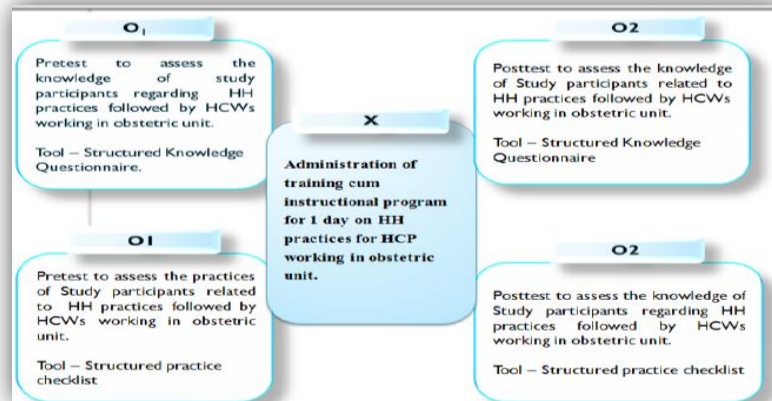 O1
Pretest to assess the
knowledge of study
participants regarding HH
practices followed by HCWs
working in obstetric unit.
Tool – Structured Knowledge
Questionnaire.
O1
Pretest to assess the practices
of Study participants related
to HH practices followed by
HCWs working in obstetric
unit.
Tool – Structured practice
checklist
X
Administration of
training cum
instructional program
for 1 day on HH
practices for HCP
working in obstetric
unit.
O2
Posttest to assess the knowledge
of Study participants related to
HH practices followed by HCWs
working in obstetric unit.
Tool – Structured Knowledge
Questionnaire
O2
Posttest to assess the knowledge of
Study participants regarding HH
practices followed by HCWs
working in obstetric unit.
Tool – Structured practice checklist